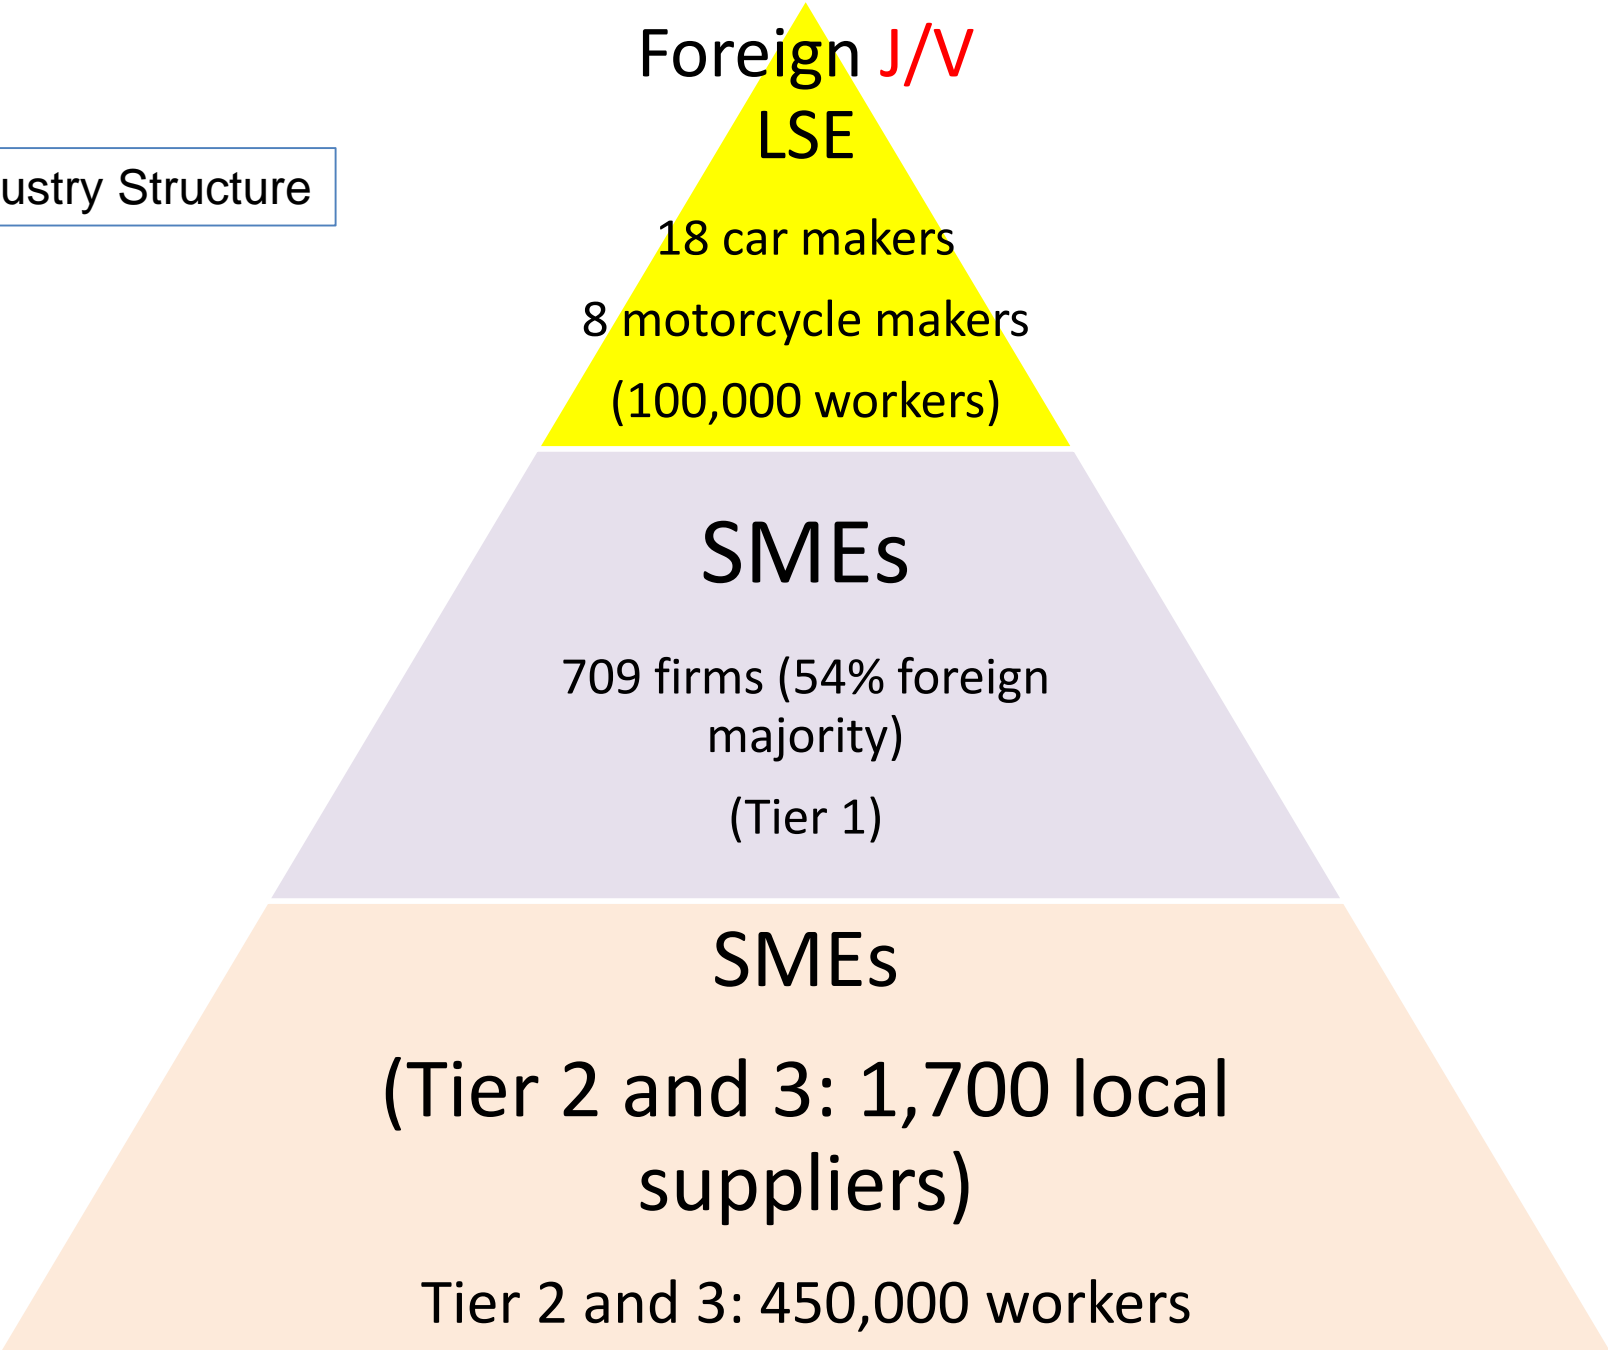 Foreign J/V
LSE
ustry Structure
18 car makers
8 motorcycle makers
(100,000 workers)
SMEs
709 firms (54% foreign
majority)
(Tier 1)
SMEs
(Tier 2 and 3: 1,700 local
suppliers)
Tier 2 and 3: 450,000 workers